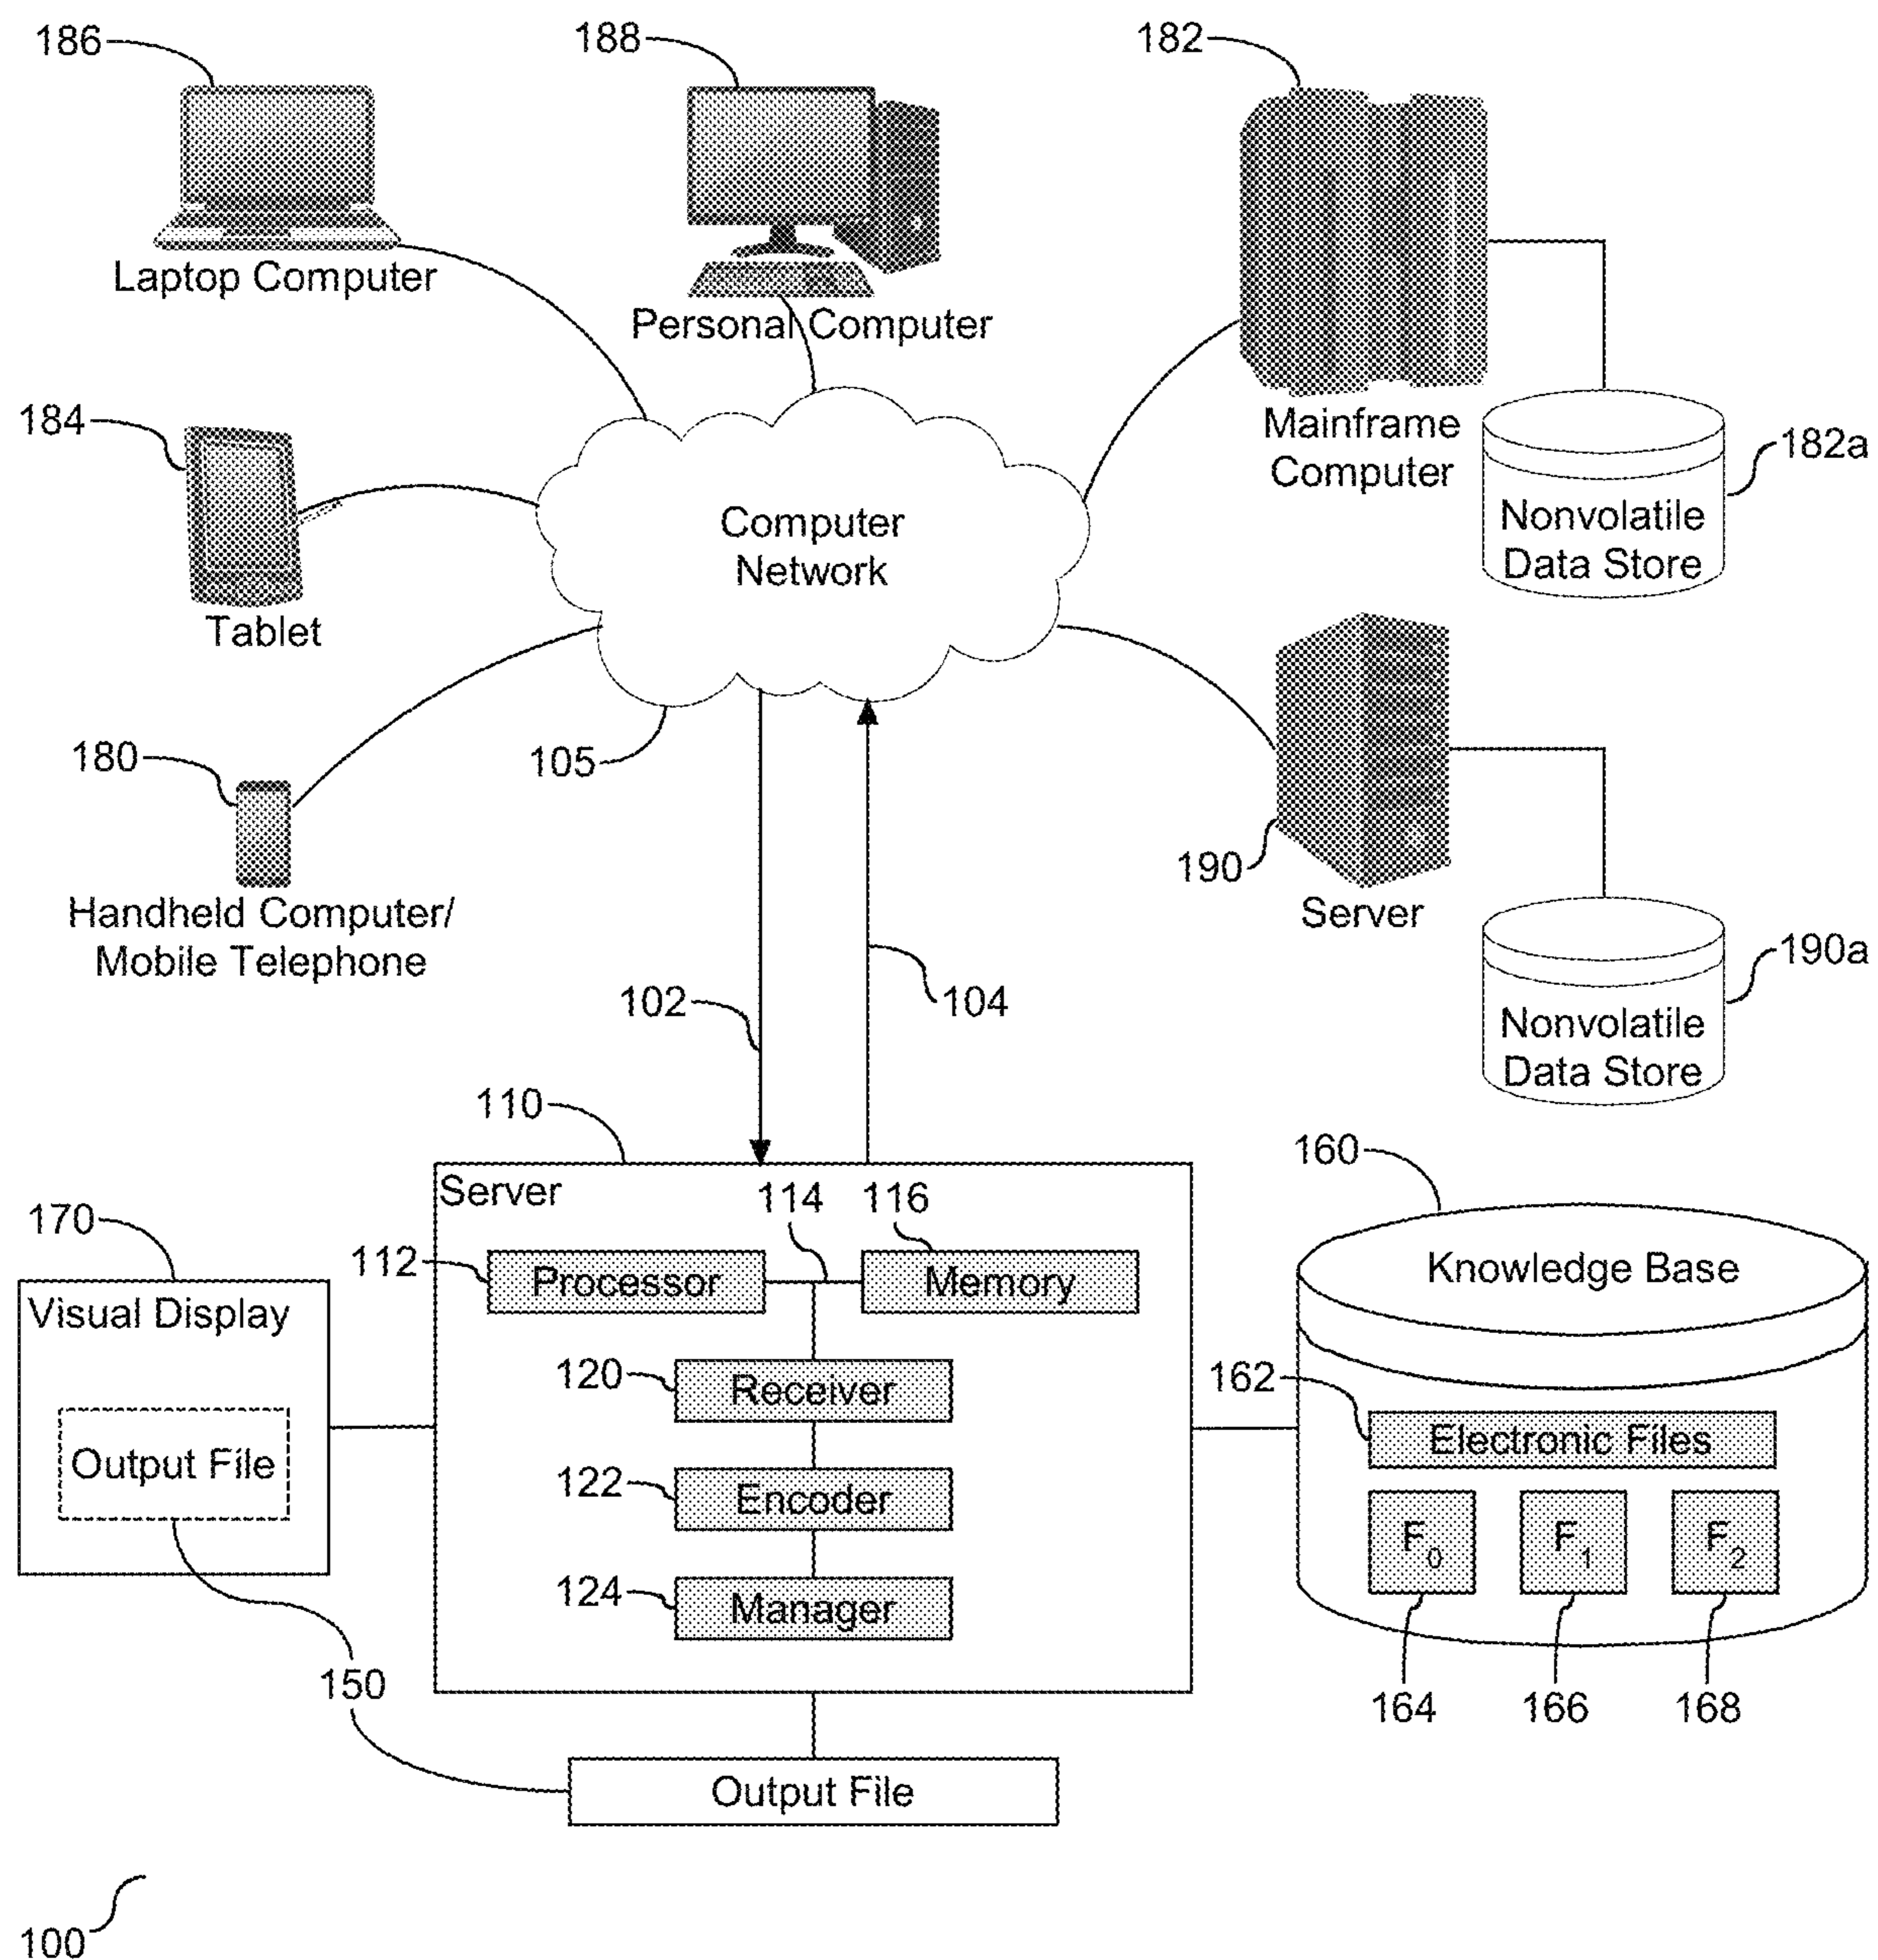 186
188
182
Laptop Computer
Personal Computer
Mainframe
Computer
184
182a
Nonvolatile
Data Store
Computer
Network
Tablet
180
105
190
Server
Handheld Computer/
Mobile Telephone
190a
102
104
Nonvolatile
Data Store
110
160
Server
114
116
170
112
Processor
Memory
Knowledge Base
Visual Display
120
Receiver
162
Electronic Files
Output File
122
Encoder
F0
F1
F2
124
Manager
150
164
166
168
Output File
100